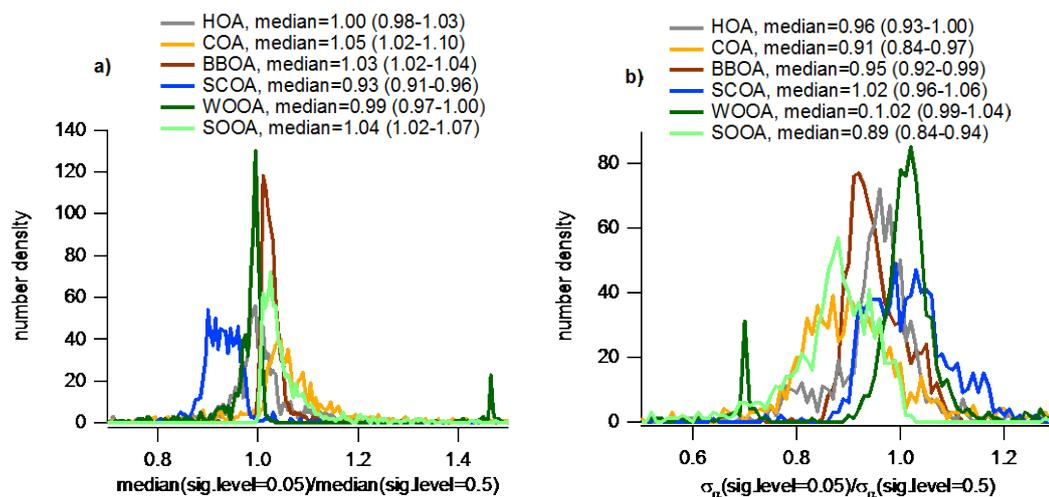 a)
HOA, median=1.00 (0.98-1.03)
COA, median=1.05 (1.02-1.10)
BBOA, median=1.03 (1.02-1.04)
SCOA, median=0.93 (0.91-0.96)
WOOA, median=0.99 (0.97-1.00)
SOOA, median=1.04 (1.02-1.07)
140
120
100
80
60
40
20
0
number density
0.8 1.0 1.2 1.4
median(sig.level=0.05)/median(sig.level=0.5)
b)
HOA, median=0.96 (0.93-1.00)
COA, median=0.91 (0.84-0.97)
BBOA, median=0.95 (0.92-0.99)
SCOA, median=1.02 (0.96-1.06)
WOOA, median=0.1.02 (0.99-1.04)
SOOA, median=0.89 (0.84-0.94)
80
60
40
20
0
number density
0.6 0.8 1.0 1.2
σα(sig.level=0.05)/σα(sig.level=0.5)